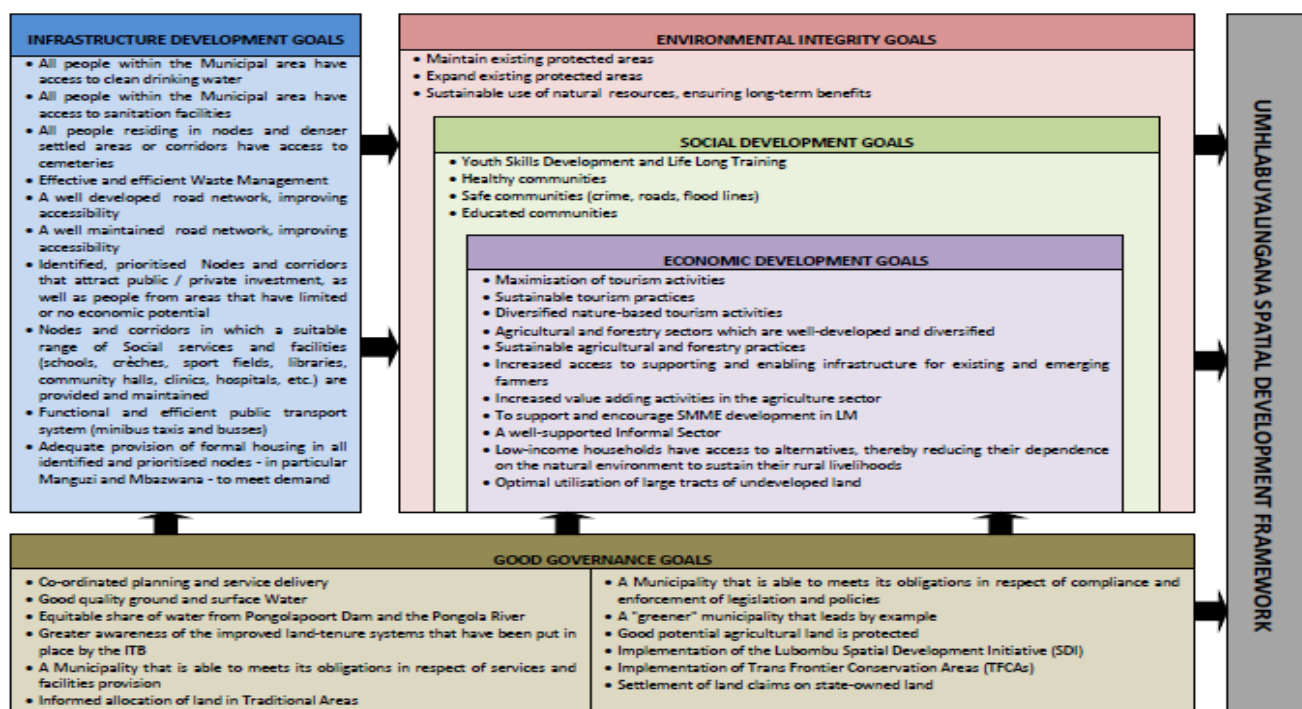 INFRASTRUCTURE DEVELOPMENT GOALS
• All people within the Municipal area have
access to clean drinking water
• All people within the Municipal area have
access to sanitation facilities
• All people residing in nodes and denser
settled areas or corridors have access to
cemeteries
• Effective and efficient Waste Management
• A well developed road network, improving
accessibility
• A well maintained road network, improving
accessibility
• Identified, prioritised Nodes and corridors
that attract public / private investment, as
well as people from areas that have limited
or no economic potential
• Nodes and corridors in which a suitable
range of Social services and facilities
(schools, crèches, sport fields, libraries,
community halls, clinics, hospitals, etc.) are
provided and maintained
• Functional and efficient public transport
system (minibus taxis and busses)
• Adequate provision of formal housing in all
identified and prioritised nodes - in particular
Manguzi and Mbazwana - to meet demand
ENVIRONMENTAL INTEGRITY GOALS
• Maintain existing protected areas
• Expand existing protected areas
• Sustainable use of natural resources, ensuring long-term benefits
SOCIAL DEVELOPMENT GOALS
• Youth Skills Development and Life Long Training
• Healthy communities
• Safe communities (crime, roads, flood lines)
• Educated communities
ECONOMIC DEVELOPMENT GOALS
• Maximisation of tourism activities
• Sustainable tourism practices
• Diversified nature-based tourism activities
• Agricultural and forestry sectors which are well-developed and diversified
• Sustainable agricultural and forestry practices
• Increased access to supporting and enabling infrastructure for existing and emerging
farmers
• Increased value adding activities in the agriculture sector
• To support and encourage SMME development in LM
• A well-supported Informal Sector
• Low-income households have access to alternatives, thereby reducing their dependence
on the natural environment to sustain their rural livelihoods
• Optimal utilisation of large tracts of undeveloped land
GOOD GOVERNANCE GOALS
• Co-ordinated planning and service delivery
• Good quality ground and surface Water
• Equitable share of water from Pongolapoort Dam and the Pongola River
• Greater awareness of the improved land-tenure systems that have been put in
place by the ITB
• A Municipality that is able to meets its obligations in respect of services and
facilities provision
• Informed allocation of land in Traditional Areas
• A Municipality that is able to meets its obligations in respect of compliance and
enforcement of legislation and policies
• A "greener" municipality that leads by example
• Good potential agricultural land is protected
• Implementation of the Lubombu Spatial Development Initiative (SDI)
• Implementation of Trans Frontier Conservation Areas (TFCAs)
• Settlement of land claims on state-owned land
UMHLABUYALINGANA SPATIAL DEVELOPMENT FRAMEWORK